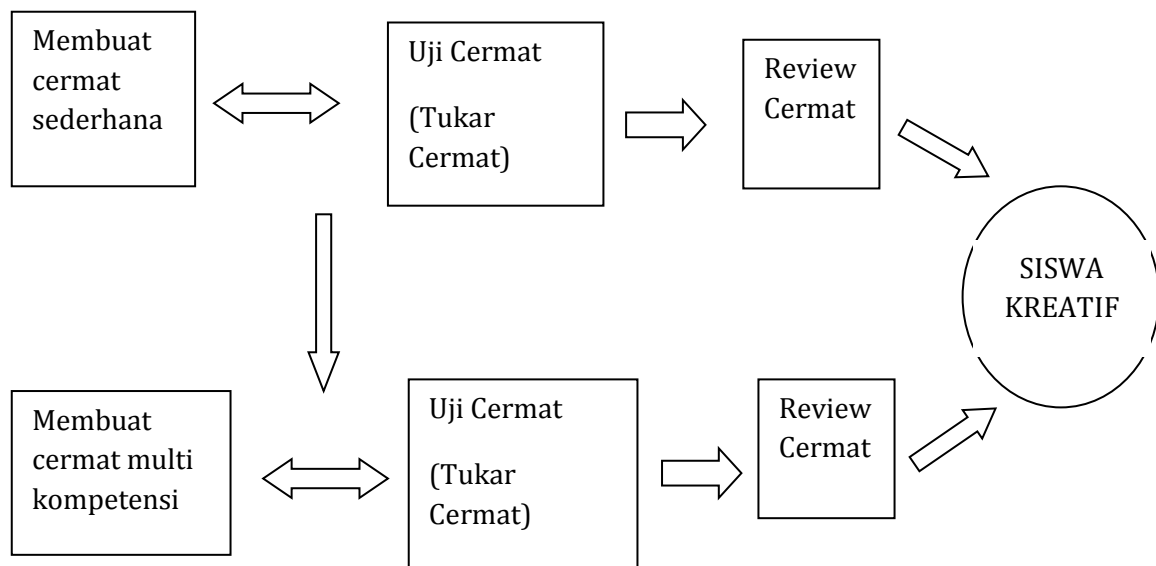 Membuat
cermat
sederhana
Uji Cermat
(Tukar
Cermat)
Review
Cermat
SISWA
KREATIF
Membuat
cermat multi
kompetensi
Uji Cermat
(Tukar
Cermat)
Review
Cermat